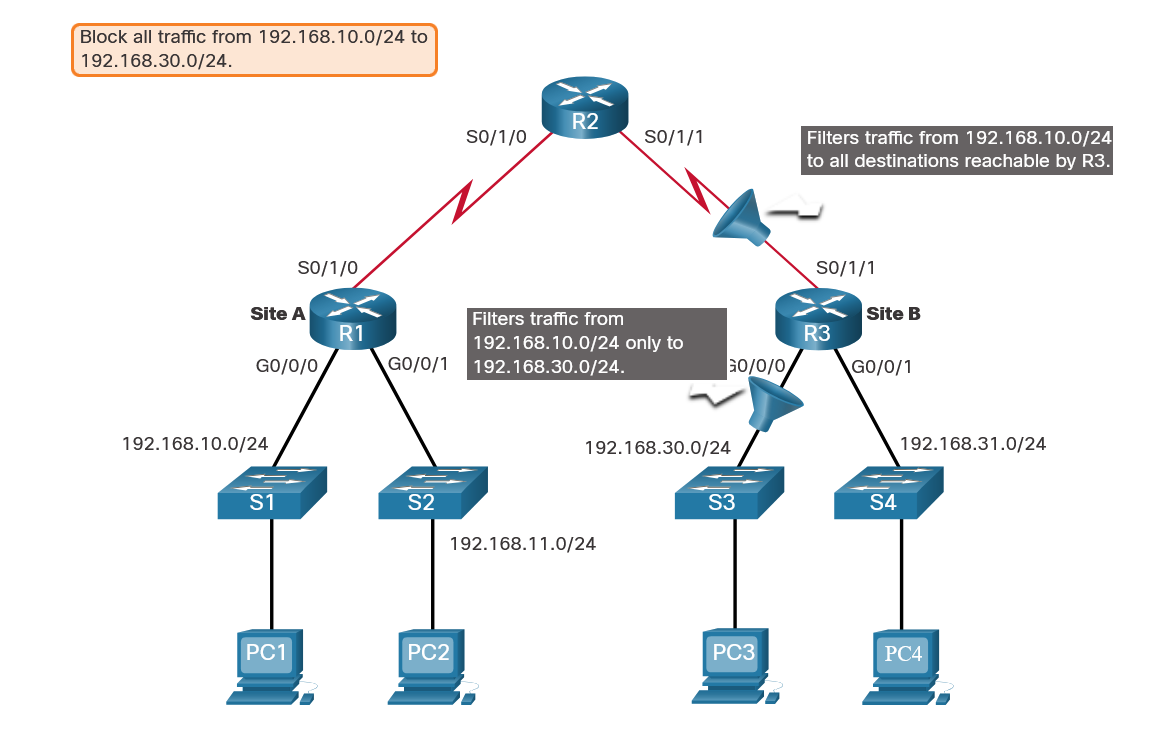 Block all traffic from 192.168.10.0/24 to
192.168.30.0/24.
R2
S0/1/0
S0/1/1
Filters traffic from 192.168.10.0/24
to all destinations reachable by R3.
S0/1/0
S0/1/1
Site A
R1
Filters traffic from
192.168.10.0/24 only to
192.168.30.0/24.
R3
Site B
G0/0/0
G0/0/1
G0/0/0
G0/0/1
192.168.10.0/24
192.168.30.0/24
192.168.31.0/24
S1
S2
S3
S4
192.168.11.0/24
PC1
PC2
PC3
PC4